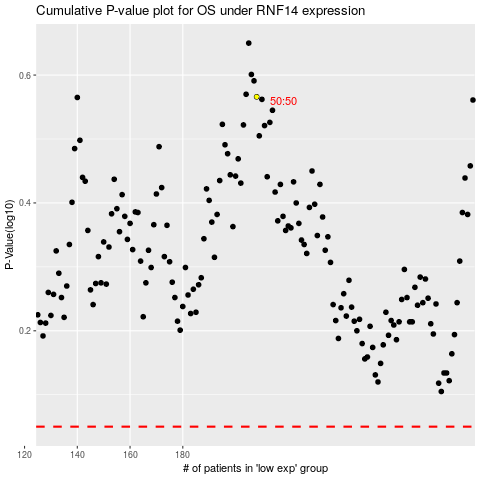 Cumulative P-value plot for OS under RNF14 expression
0.6
50:50
0.4
P-Value(log10)
0.2
120 140 160 180
# of patients in 'low exp' group